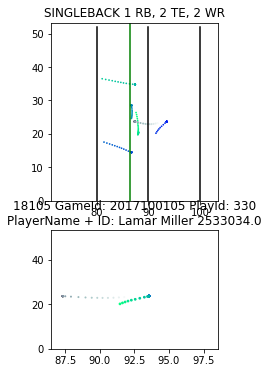 SINGLEBACK 1 RB, 2 TE, 2 WR
50
40
30
20
10
0
80 90 100
18105 GameId: 2017100105 PlayId: 330
PlayerName + ID: Lamar Miller 2533034.0
40
20
0
87.5 90.0 92.5 95.0 97.5